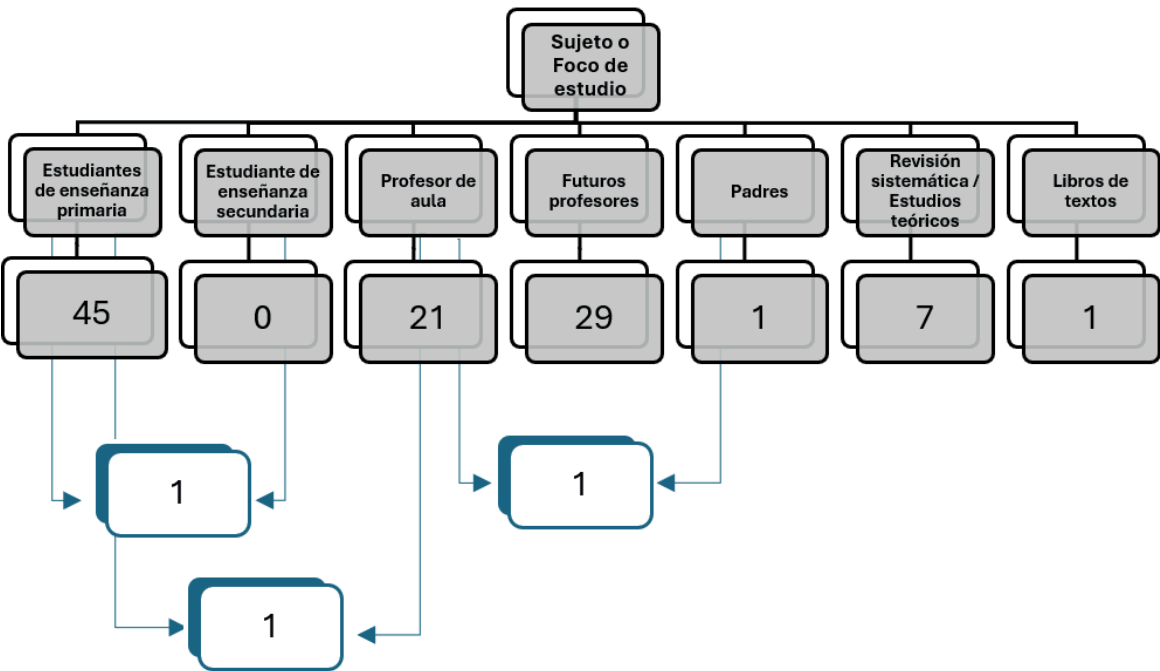 Sujeto o
Foco de
estudio
Estudiantes
de enseñanza
primaria
Estudiante de
enseñanza
secundaria
Profesor de
aula
Futuros
profesores
Padres
Revisión
sistemática /
Estudios
teóricos
Libros de
textos
45
0
21
29
1
7
1
1
1
1